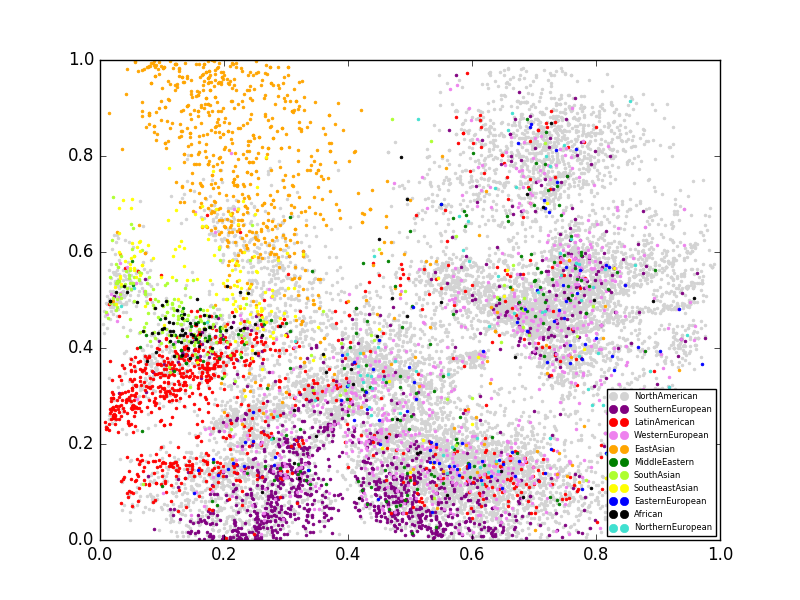 1.0
0.8
0.6
0.4
0.2
0.0
0.0 0.2 0.4 0.6 0.8 1.0
NorthAmerican
SouthernEuropean
LatinAmerican
WesternEuropean
EastAsian
MiddleEastern
SouthAsian
SoutheastAsian
EasternEuropean
African
NorthernEuropean